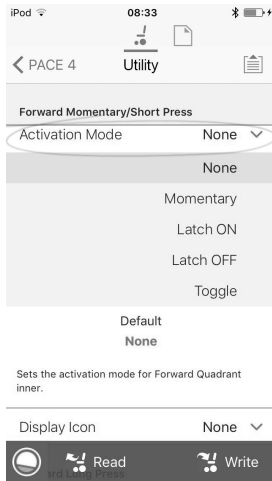 iPod 08:33
PACE 4 Utility
Forward Momentary/Short Press
Activation Mode None
None
Momentary
Latch ON
Latch OFF
Toggle
Default
None
Sets the activation mode for Forward Quadrant
inner.
Display Icon None
Read Write